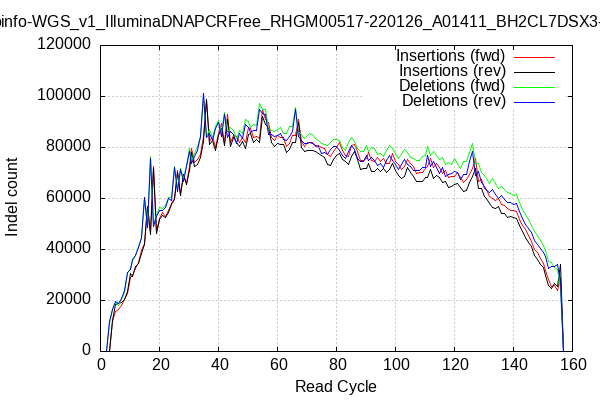 info-WGS_v1_IlluminaDNAPCRFree_RHGM00517-220126_A01411_BH2CL7DSX3-
Insertions (fwd)
Insertions (rev)
Deletions (fwd)
Deletions (rev)
120000
100000
80000
60000
40000
20000
0
Indel count
0 20 40 60 80 100 120 140 160
Read Cycle